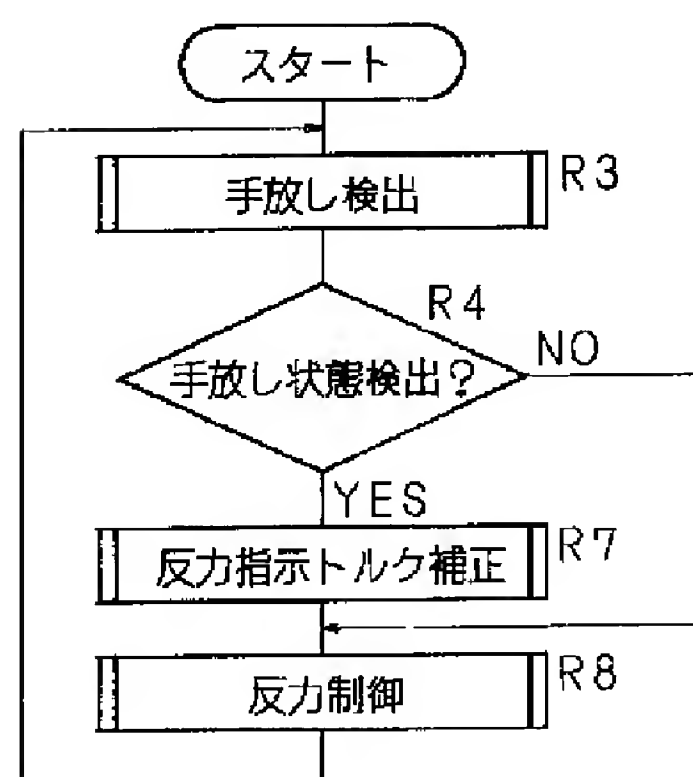 スタート
手放し検出
R3
R4
手放し状態検出？
NO
YES
反力指示トルク補正
R7
反力制御
R8